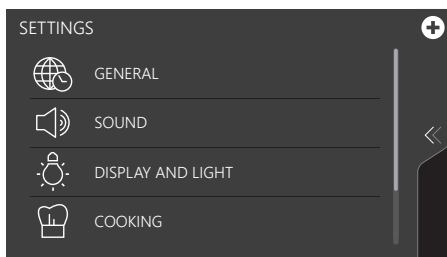 SETTINGS
GENERAL
SOUND
DISPLAY AND LIGHT
COOKING